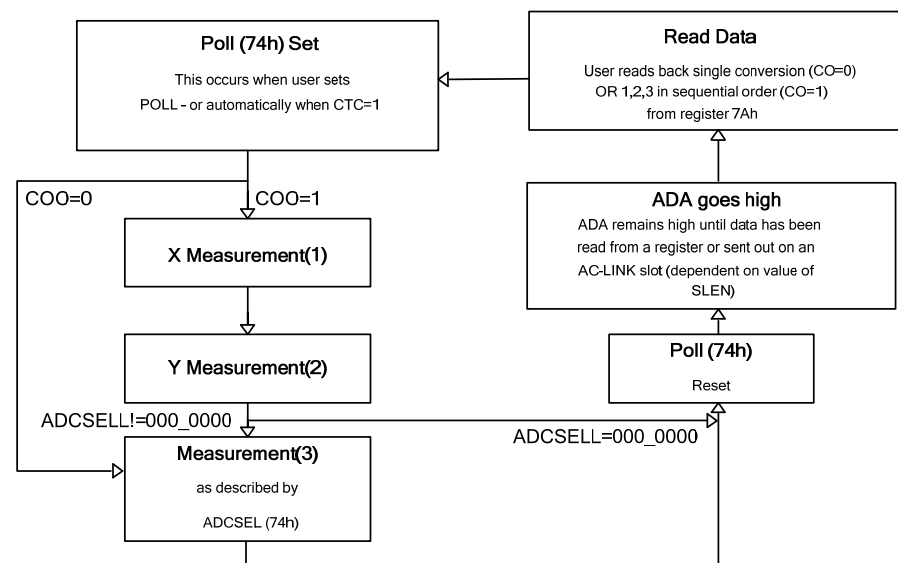 Poll (74h) Set
This occurs when user sets
POLL - or automatically when CTC=1
COO=0
COO=1
X Measurement(1)
Y Measurement(2)
ADCSELL!=000_0000
ADCSELL=000_0000
Measurement(3)
as described by
ADCSEL (74h)
Poll (74h)
Reset
ADA goes high
ADA remains high until data has been
read from a register or sent out on an
AC-LINK slot (dependent on value of
SLEN)
Read Data
User reads back single conversion (CO=0)
OR 1,2,3 in sequential order (CO=1)
from register 7Ah